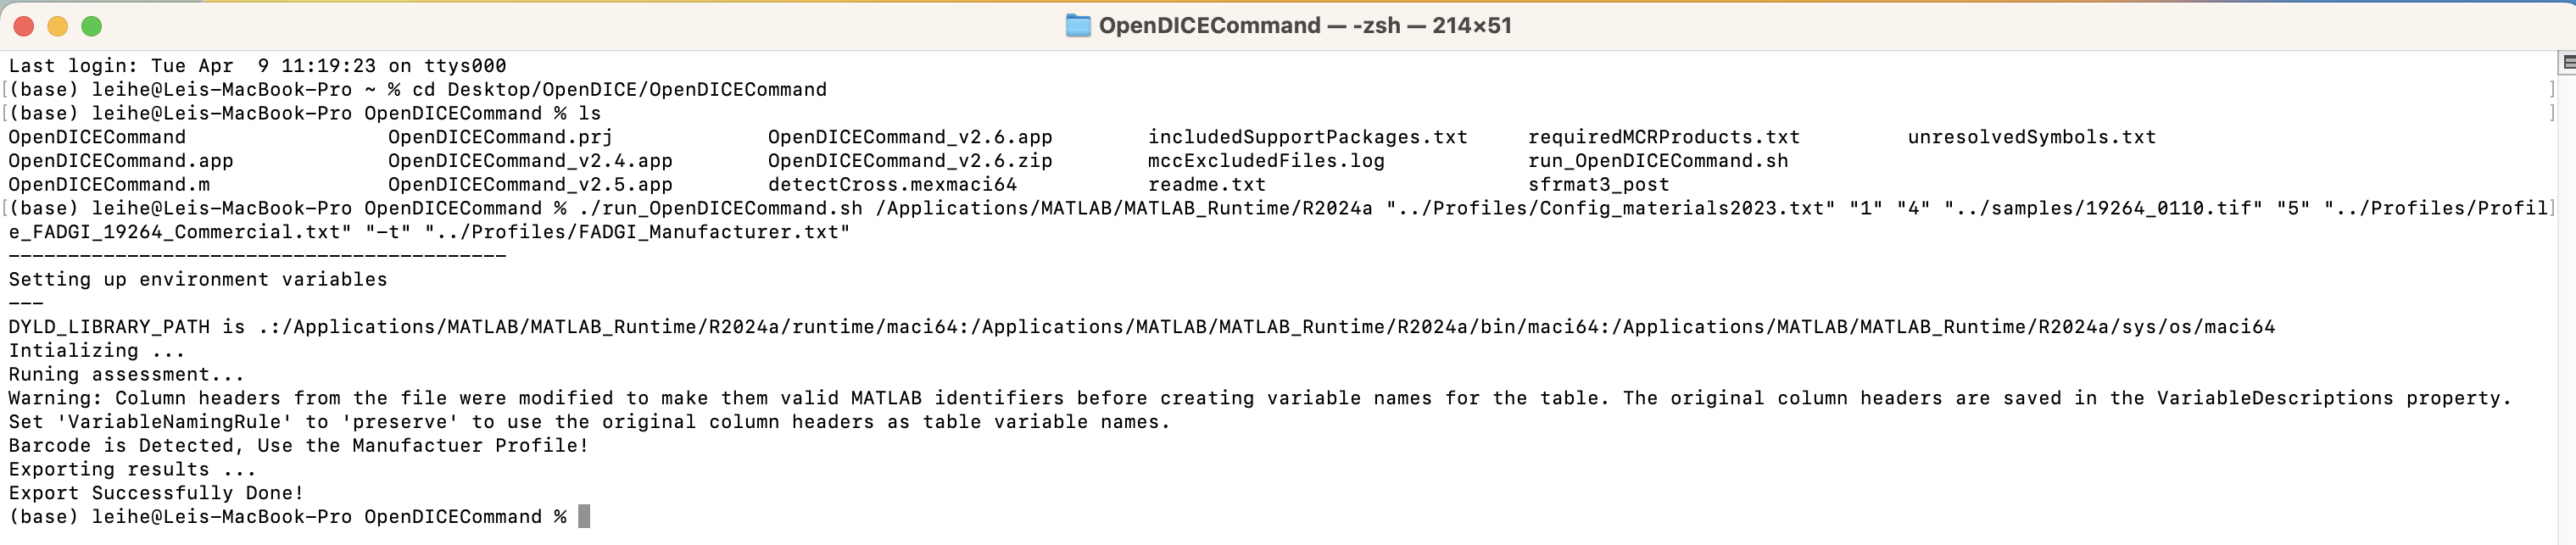 OpenDICECommand — -zsh — 214×51
Last login: Tue Apr  9 11:19:23 on ttys000
[(base) leihe@Leis-MacBook-Pro ~ % cd Desktop/OpenDICE/OpenDICECommand ]
[(base) leihe@Leis-MacBook-Pro OpenDICECommand % ls ]
OpenDICECommand OpenDICECommand.prj OpenDICECommand_v2.6.app includedSupportPackages.txt requiredMCRProducts.txt unresolvedSymbols.txt
OpenDICECommand.app OpenDICECommand_v2.4.app OpenDICECommand_v2.6.zip mccExcludedFiles.log run_OpenDICECommand.sh
OpenDICECommand.m OpenDICECommand_v2.5.app detectCross.mexmaci64 readme.txt sfrmat3_post
[(base) leihe@Leis-MacBook-Pro OpenDICECommand % ./run_OpenDICECommand.sh /Applications/MATLAB/MATLAB_Runtime/R2024a "../Profiles/Config_materials2023.txt" "1" "4" "../samples/19264_0110.tif" "5" "../Profiles/Profil]
e_FADGI_19264_Commercial.txt" "-t" "../Profiles/FADGI_Manufacturer.txt"
------------------------------------------
Setting up environment variables
---
DYLD_LIBRARY_PATH is .:/Applications/MATLAB/MATLAB_Runtime/R2024a/runtime/maci64:/Applications/MATLAB/MATLAB_Runtime/R2024a/bin/maci64:/Applications/MATLAB/MATLAB_Runtime/R2024a/sys/os/maci64
Intializing ...
Runing assessment...
Warning: Column headers from the file were modified to make them valid MATLAB identifiers before creating variable names for the table. The original column headers are saved in the VariableDescriptions property.
Set 'VariableNamingRule' to 'preserve' to use the original column headers as table variable names.
Barcode is Detected, Use the Manufactuer Profile!
Exporting results ...
Export Successfully Done!
(base) leihe@Leis-MacBook-Pro OpenDICECommand %